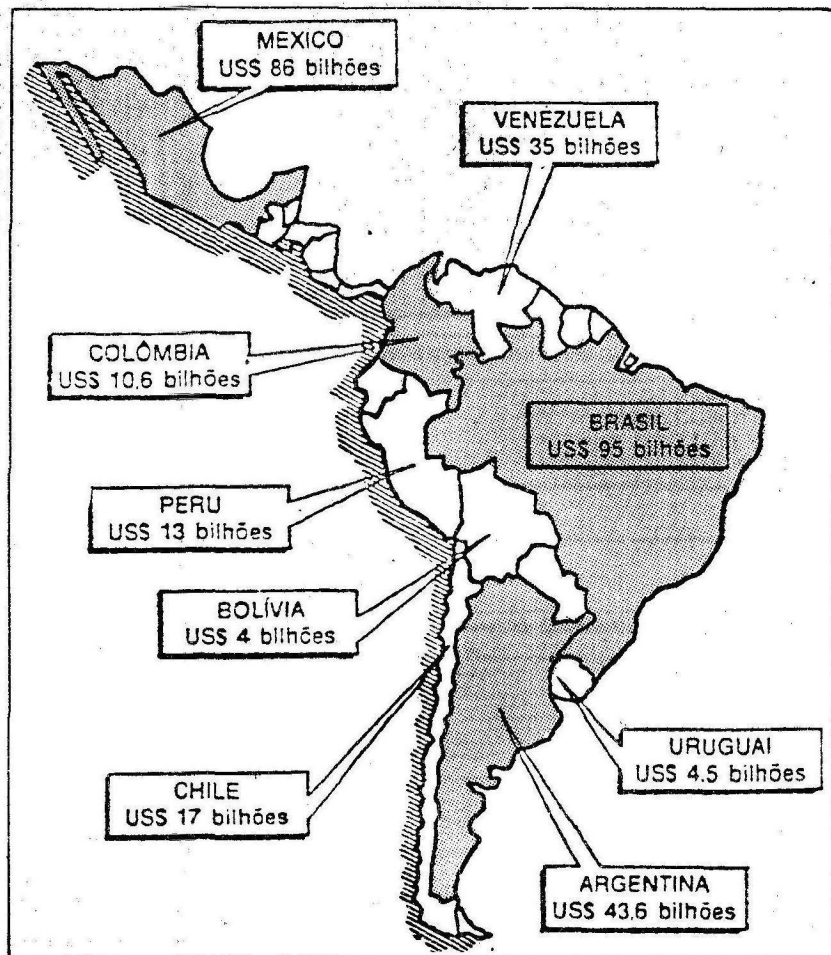 MEXICO
US$ 86 bilhões
VENEZUELA
US$ 35 bilhões
COLÔMBIA
US$ 10,6 bilhões
BRASIL
US$ 95 bilhões
PERU
US$ 13 bilhões
BOLÍVIA
US$ 4 bilhões
URUGUAI
US$ 4,5 bilhões
CHILE
US$ 17 bilhões
ARGENTINA
US$ 43,6 bilhões